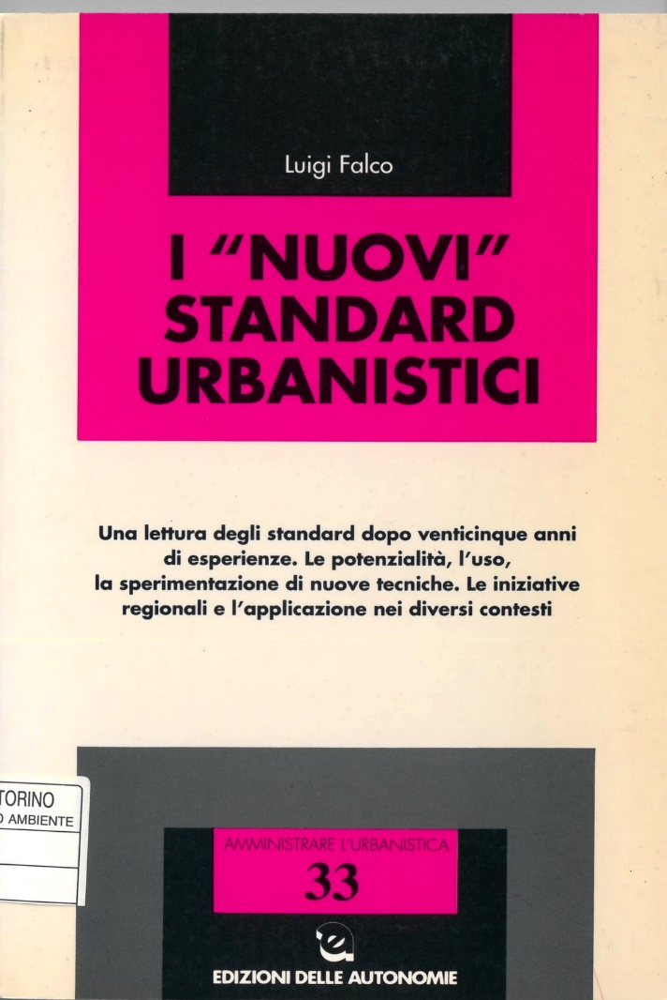 Luigi Falco
I “NUOVI”
STANDARD
URBANISTICI
Una lettura degli standard dopo venticinque anni
di esperienze. Le potenzialità, l’uso,
la sperimentazione di nuove tecniche. Le iniziative
regionali e l’applicazione nei diversi contesti
TORINO
AMBIENTE
AMMINISTRARE L’URBANISTICA
33
EDIZIONI DELLE AUTONOMIE